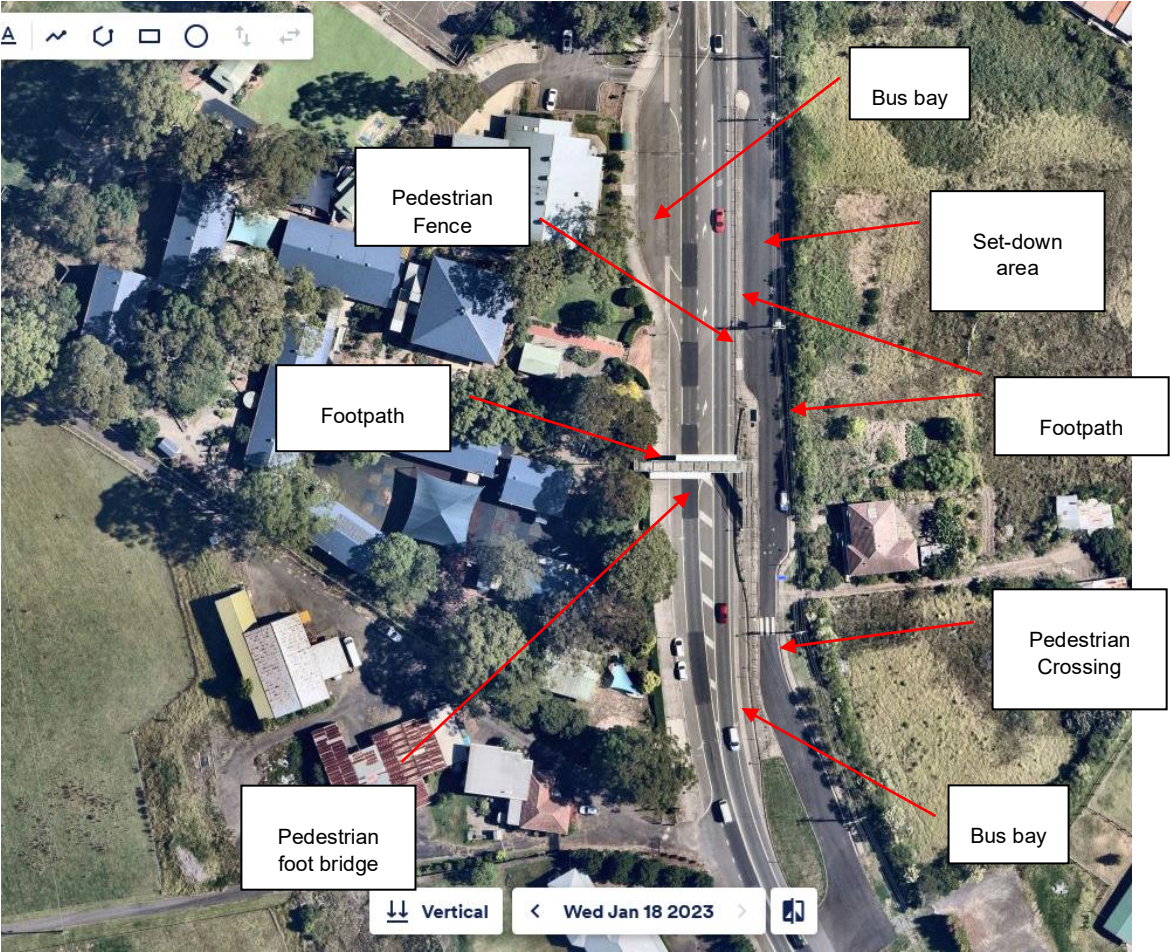 A
Bus bay
Pedestrian
Fence
Set-down
area
Footpath
Footpath
Pedestrian
Crossing
Pedestrian
foot bridge
Bus bay
Vertical
Wed Jan 18 2023